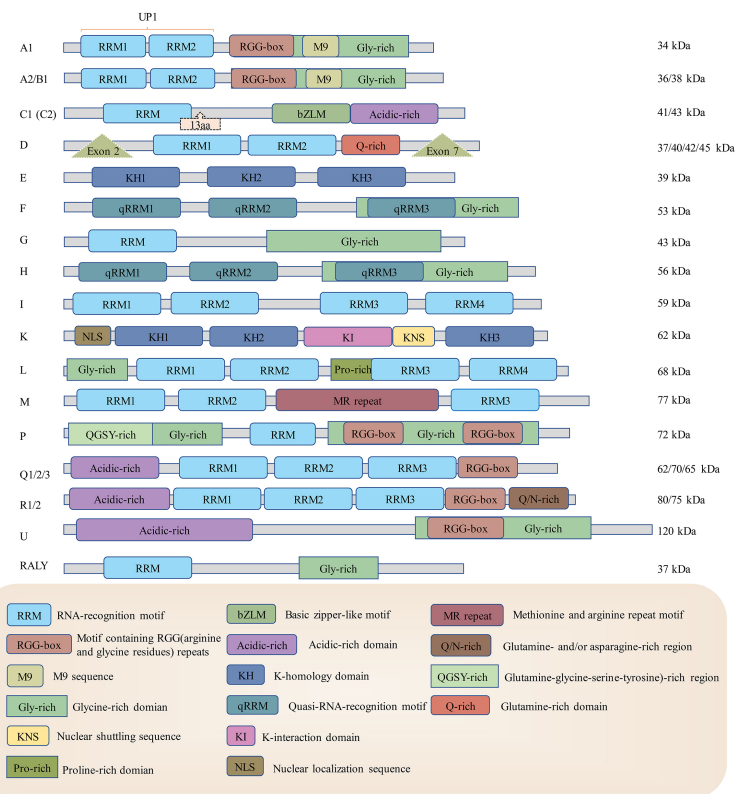 UP1
A1 RRM1 RRM2 RGG-box M9 Gly-rich 34 kDa
A2/B1 RRM1 RRM2 RGG-box M9 Gly-rich 36/38 kDa
C1 (C2) RRM bZLM Acidic-rich 41/43 kDa
13aa
D Exon 2 RRM1 RRM2 Q-rich Exon 7 37/40/42/45 kDa
E KH1 KH2 KH3 39 kDa
F qRRM1 qRRM2 qRRM3 Gly-rich 53 kDa
G RRM Gly-rich 43 kDa
H qRRM1 qRRM2 qRRM3 Gly-rich 56 kDa
I RRM1 RRM2 RRM3 RRM4 59 kDa
K NLS KH1 KH2 KI KNS KH3 62 kDa
L Gly-rich RRM1 RRM2 Pro-rich RRM3 RRM4 68 kDa
M RRM1 RRM2 MR repeat RRM3 77 kDa
P QGSY-rich Gly-rich RRM RGG-box Gly-rich RGG-box 72 kDa
Q1/2/3 Acidic-rich RRM1 RRM2 RRM3 RGG-box 62/70/65 kDa
R1/2 Acidic-rich RRM1 RRM2 RRM3 RGG-box Q/N-rich 80/75 kDa
U Acidic-rich RGG-box Gly-rich 120 kDa
RALY RRM Gly-rich 37 kDa
RRM RNA-recognition motif bZLM Basic zipper-like motif MR repeat Methionine and arginine repeat motif
RGG-box Motif containing RGG(arginine
and glycine residues) repeats Acidic-rich Acidic-rich domain Q/N-rich Glutamine- and/or asparagine-rich region
M9 M9 sequence KH K-homology domain QGSY-rich Glutamine-glycine-serine-tyrosine)-rich region
Gly-rich Glycine-rich domain qRRM Quasi-RNA-recognition motif Q-rich Glutamine-rich domain
KNS Nuclear shuttling sequence KI K-interaction domain
Pro-rich Proline-rich domian NLS Nuclear localization sequence